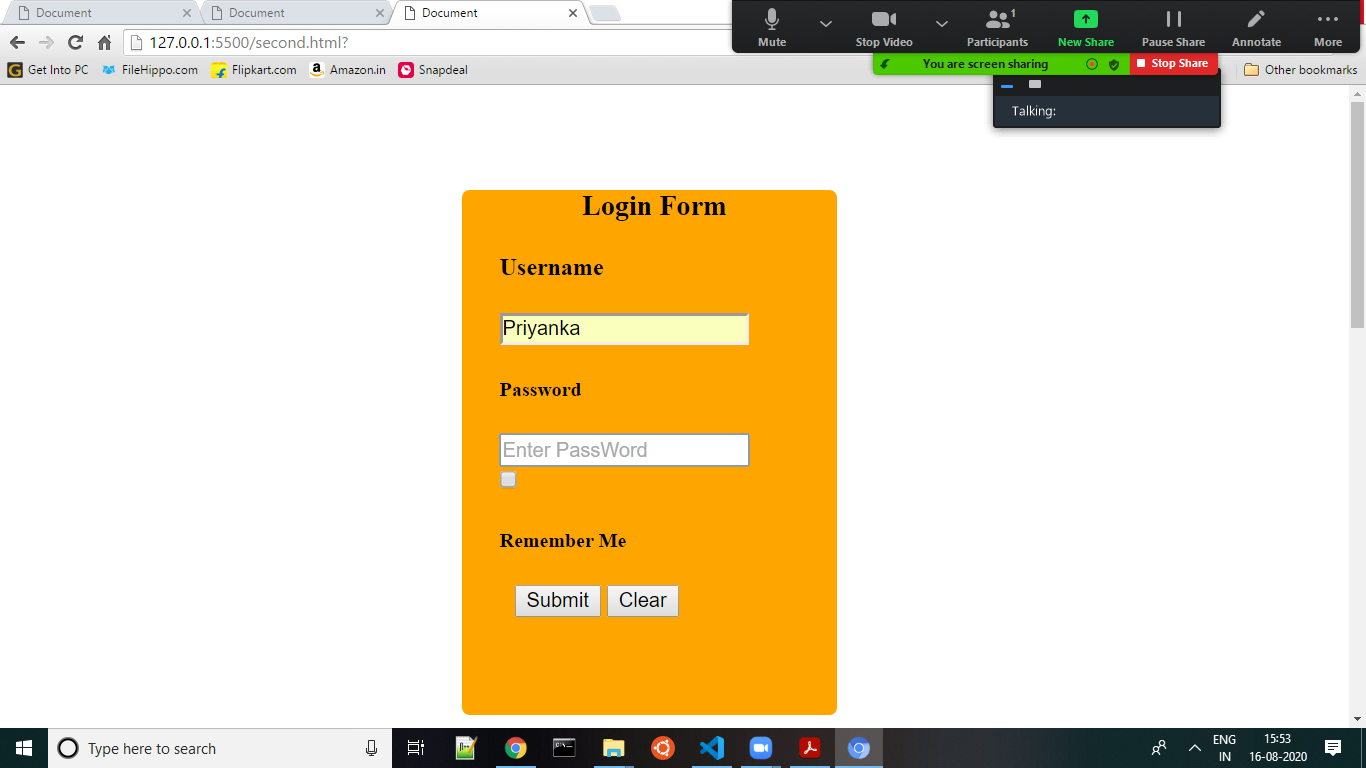 Document
Document
Document
127.0.0.1:5500/second.html?
Get Into PC
FileHippo.com
Flipkart.com
Amazon.in
Snapdeal
Other bookmarks
1
Mute
Stop Video
Participants
New Share
Pause Share
Annotate
More
You are screen sharing
Stop Share
Talking:
Login Form
Username
Priyanka
Password
Enter PassWord
Remember Me
Submit
Clear
Type here to search
ENG
IN
15:53
16-08-2020